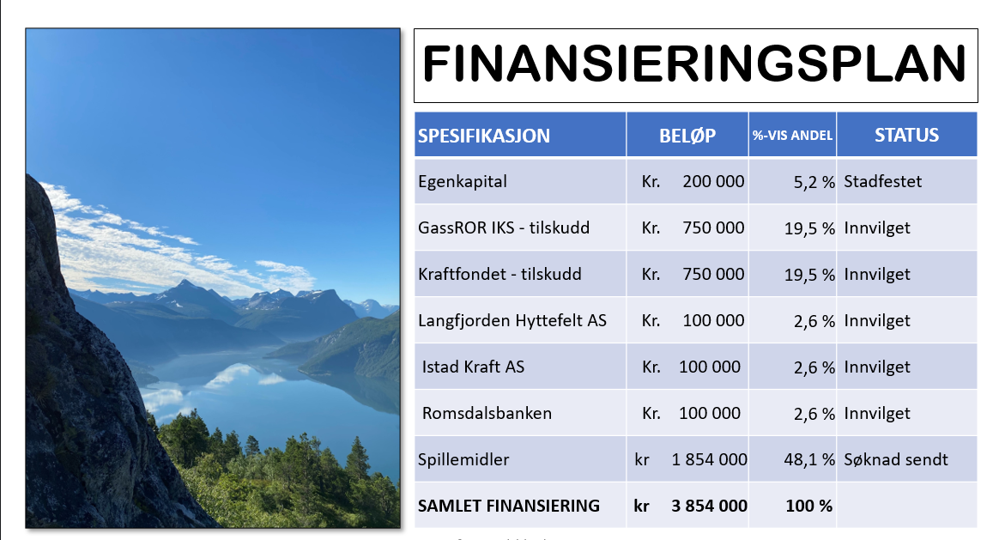 FINANSIERINGSPLAN
SPESIFIKASJON BELØP %-VIS ANDEL STATUS
Egenkapital Kr. 200 000 5,2 % Stadfestet
GassROR IKS - tilskudd Kr. 750 000 19,5 % Innvilget
Kraftfondet - tilskudd Kr. 750 000 19,5 % Innvilget
Langfjorden Hyttefelt AS Kr. 100 000 2,6 % Innvilget
Istad Kraft AS Kr. 100 000 2,6 % Innvilget
Romsdalsbanken Kr. 100 000 2,6 % Innvilget
Spillemidler kr 1 854 000 48,1 % Søknad sendt
SAMLET FINANSIERING kr 3 854 000 100 %